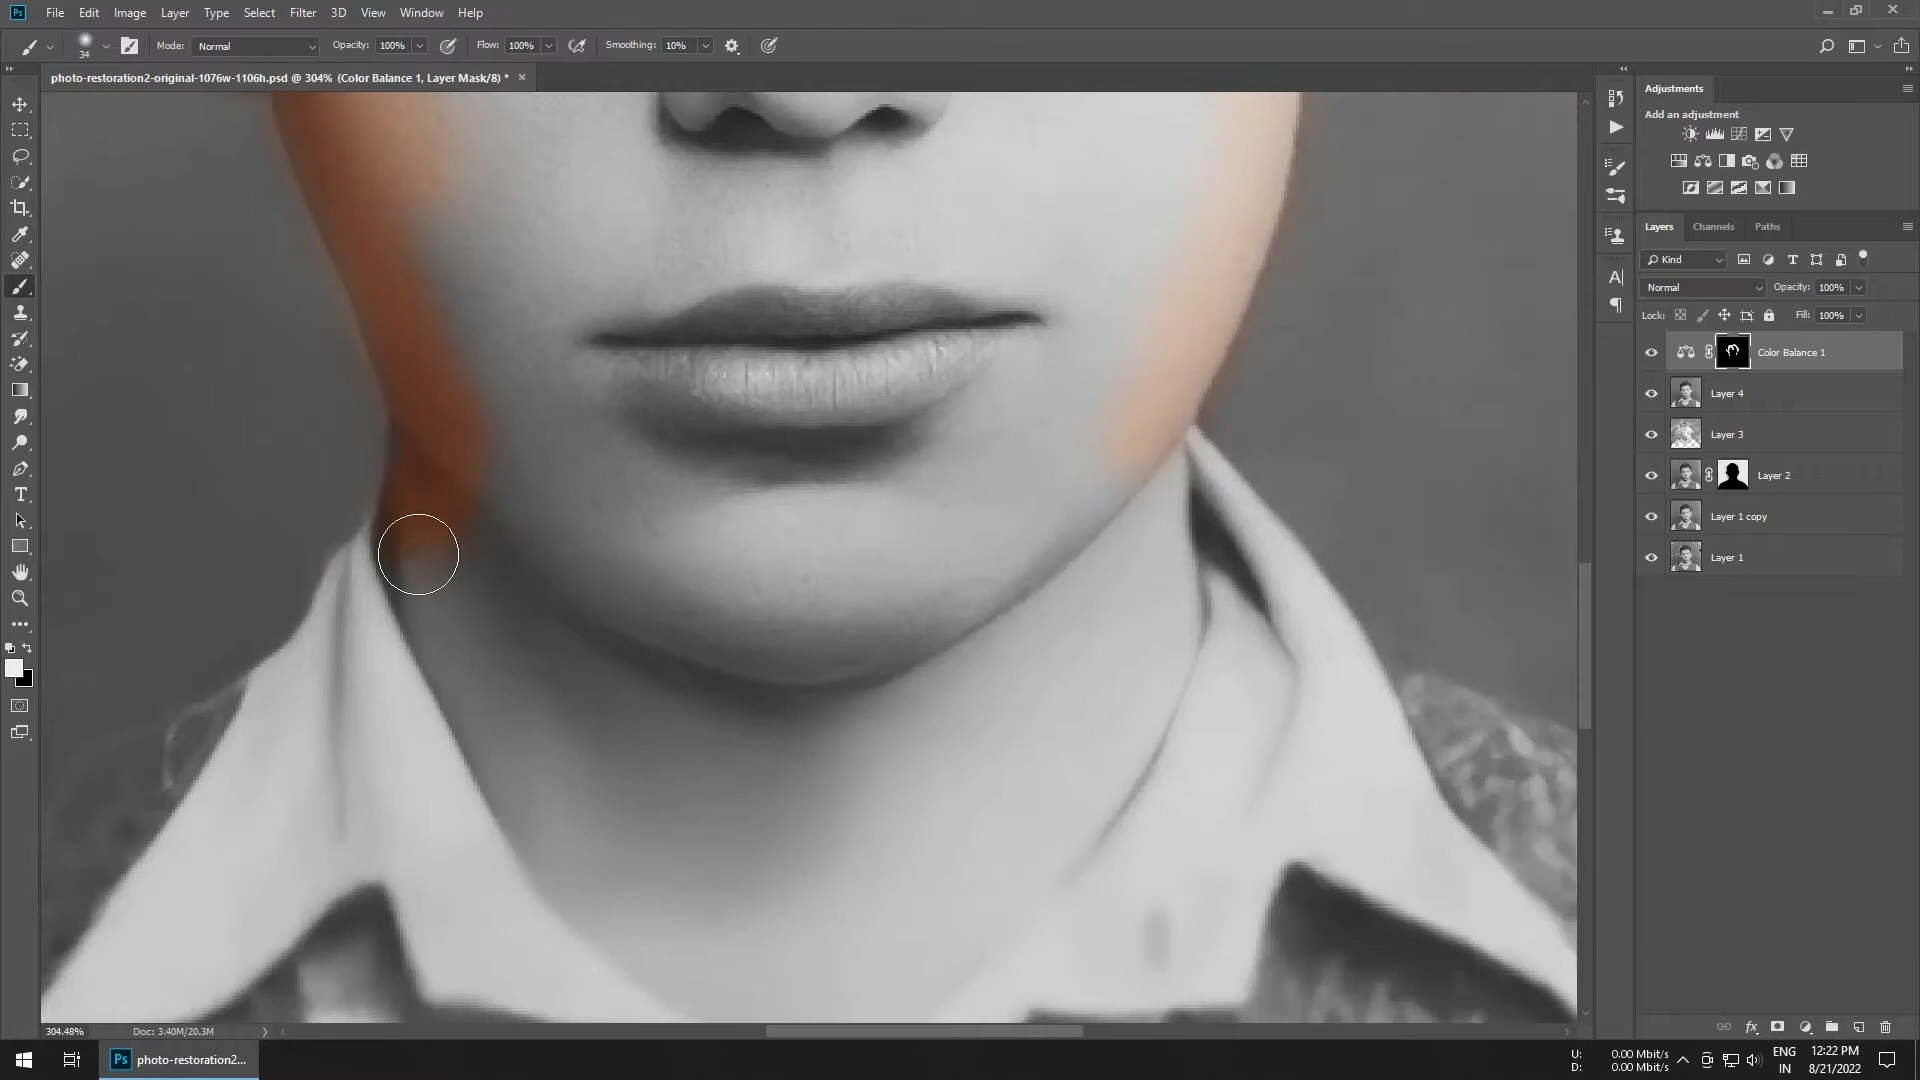 Ps File Edit Image Layer Type Select Filter 3D View Window Help
34 Mode: Normal Opacity: 100% Flow: 100% Smoothing: 10%
photo-restoration2-original-1076w-1106h.psd @ 304% (Color Balance 1, Layer Mask/8) * ×
Adjustments
Add an adjustment
Layers Channels Paths
Kind
Normal Opacity: 100%
Lock: Fill: 100%
Color Balance 1
Layer 4
Layer 3
Layer 2
Layer 1 copy
Layer 1
304.48% Doc: 3.40M/20.3M
Ps photo-restoration2...
U: 0.00 Mbit/s
D: 0.00 Mbit/s
ENG
IN
12:22 PM
8/21/2022